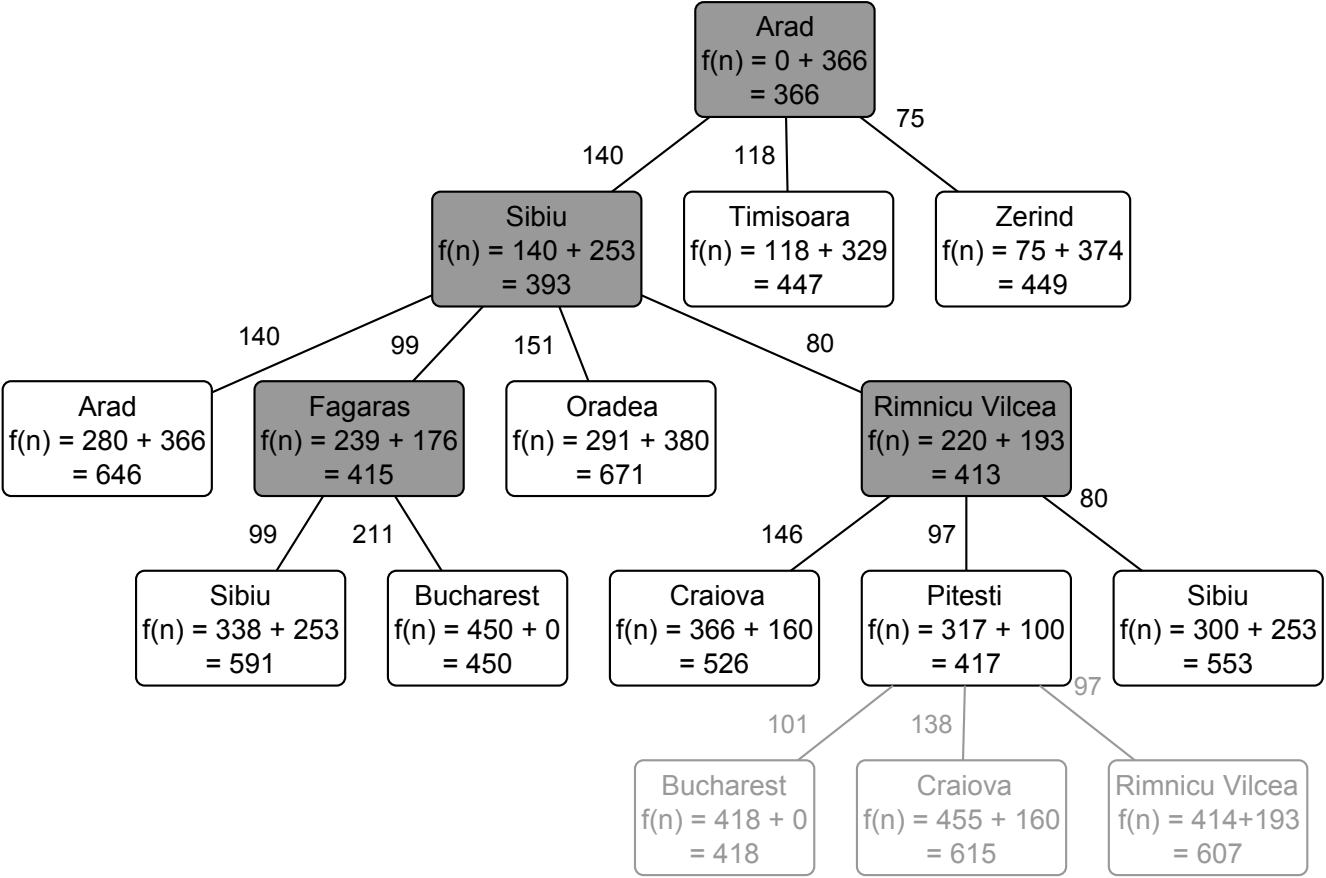 Arad
f(n) = 0 + 366
= 366
75
140
118
Sibiu
f(n) = 140 + 253
= 393
Timisoara
f(n) = 118 + 329
= 447
Zerind
f(n) = 75 + 374
= 449
140
99
151
80
Arad
f(n) = 280 + 366
= 646
Fagaras
f(n) = 239 + 176
= 415
Oradea
f(n) = 291 + 380
= 671
Rimnicu Vilcea
f(n) = 220 + 193
= 413
99
211
146
97
80
Sibiu
f(n) = 338 + 253
= 591
Bucharest
f(n) = 450 + 0
= 450
Craiova
f(n) = 366 + 160
= 526
Pitesti
f(n) = 317 + 100
= 417
Sibiu
f(n) = 300 + 253
= 553
101
138
97
Bucharest
f(n) = 418 + 0
= 418
Craiova
f(n) = 455 + 160
= 615
Rimnicu Vilcea
f(n) = 414+193
= 607